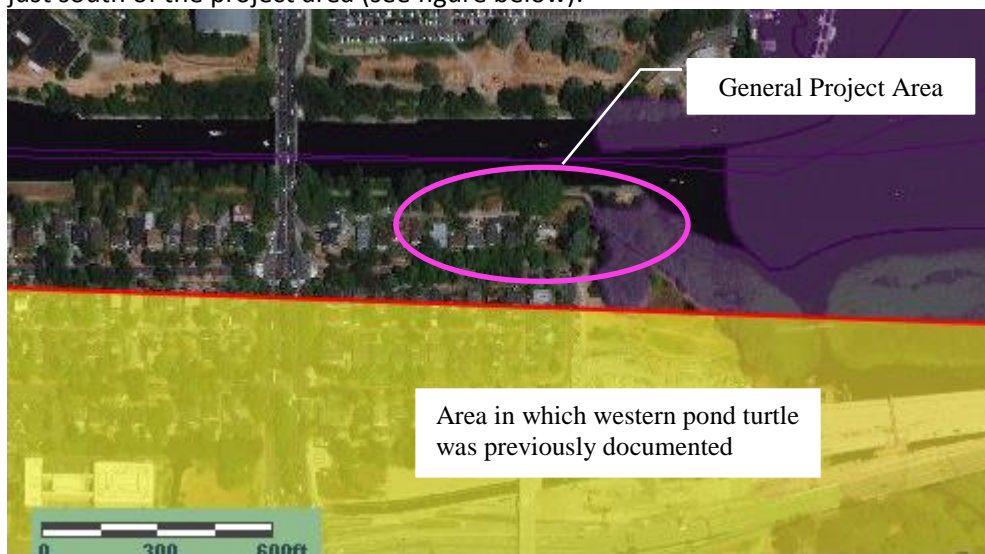 just south of the project area (see figure below).
General Project Area
Area in which western pond turtle
was previously documented
0 300 600ft